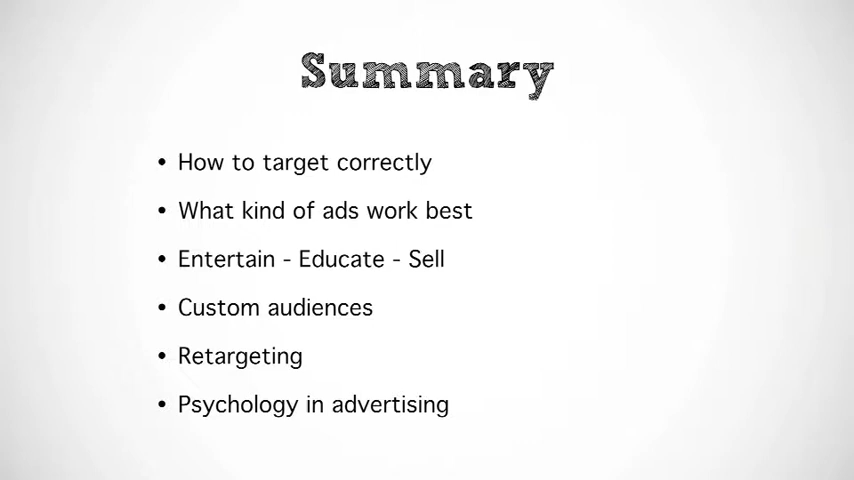 Summary
• How to target correctly
• What kind of ads work best
• Entertain - Educate - Sell
• Custom audiences
• Retargeting
• Psychology in advertising